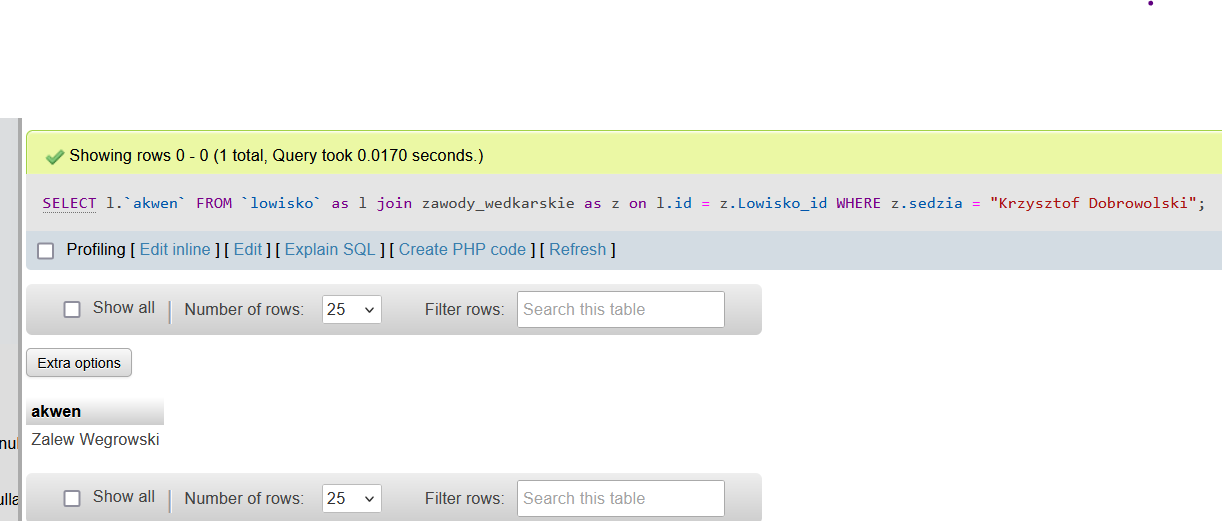 Showing rows 0 - 0 (1 total, Query took 0.0170 seconds.)
SELECT l.`akwen` FROM `lowisko` as l join zawody_wedkarskie as z on l.id = z.Lowisko_id WHERE z.sedzia = "Krzysztof Dobrowolski";
Profiling [ Edit inline ] [ Edit ] [ Explain SQL ] [ Create PHP code ] [ Refresh ]
Show all | Number of rows: 25 Filter rows: Search this table
Extra options
akwen
Zalew Wegrowski
Show all | Number of rows: 25 Filter rows: Search this table